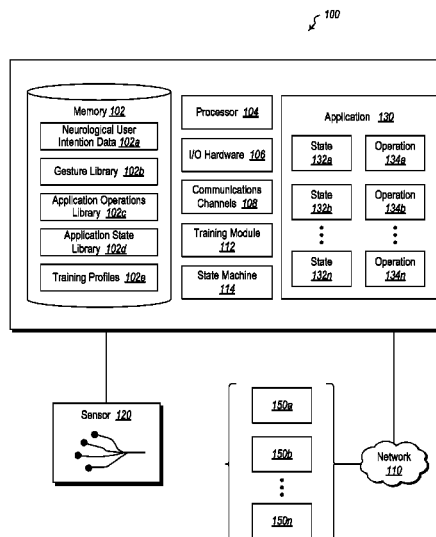 100
Memory 102
Neurological User
Intention Data 102a
Gesture Library 102b
Application Operations
Library 102c
Application State
Library 102d
Training Profiles 102e
Processor 104
I/O Hardware 106
Communications
Channels 108
Training Module
112
State Machine
114
Application 130
State
132a
Operation
134a
State
132b
Operation
134b
State
132n
Operation
134n
Sensor 120
150a
150b
150n
Network
110